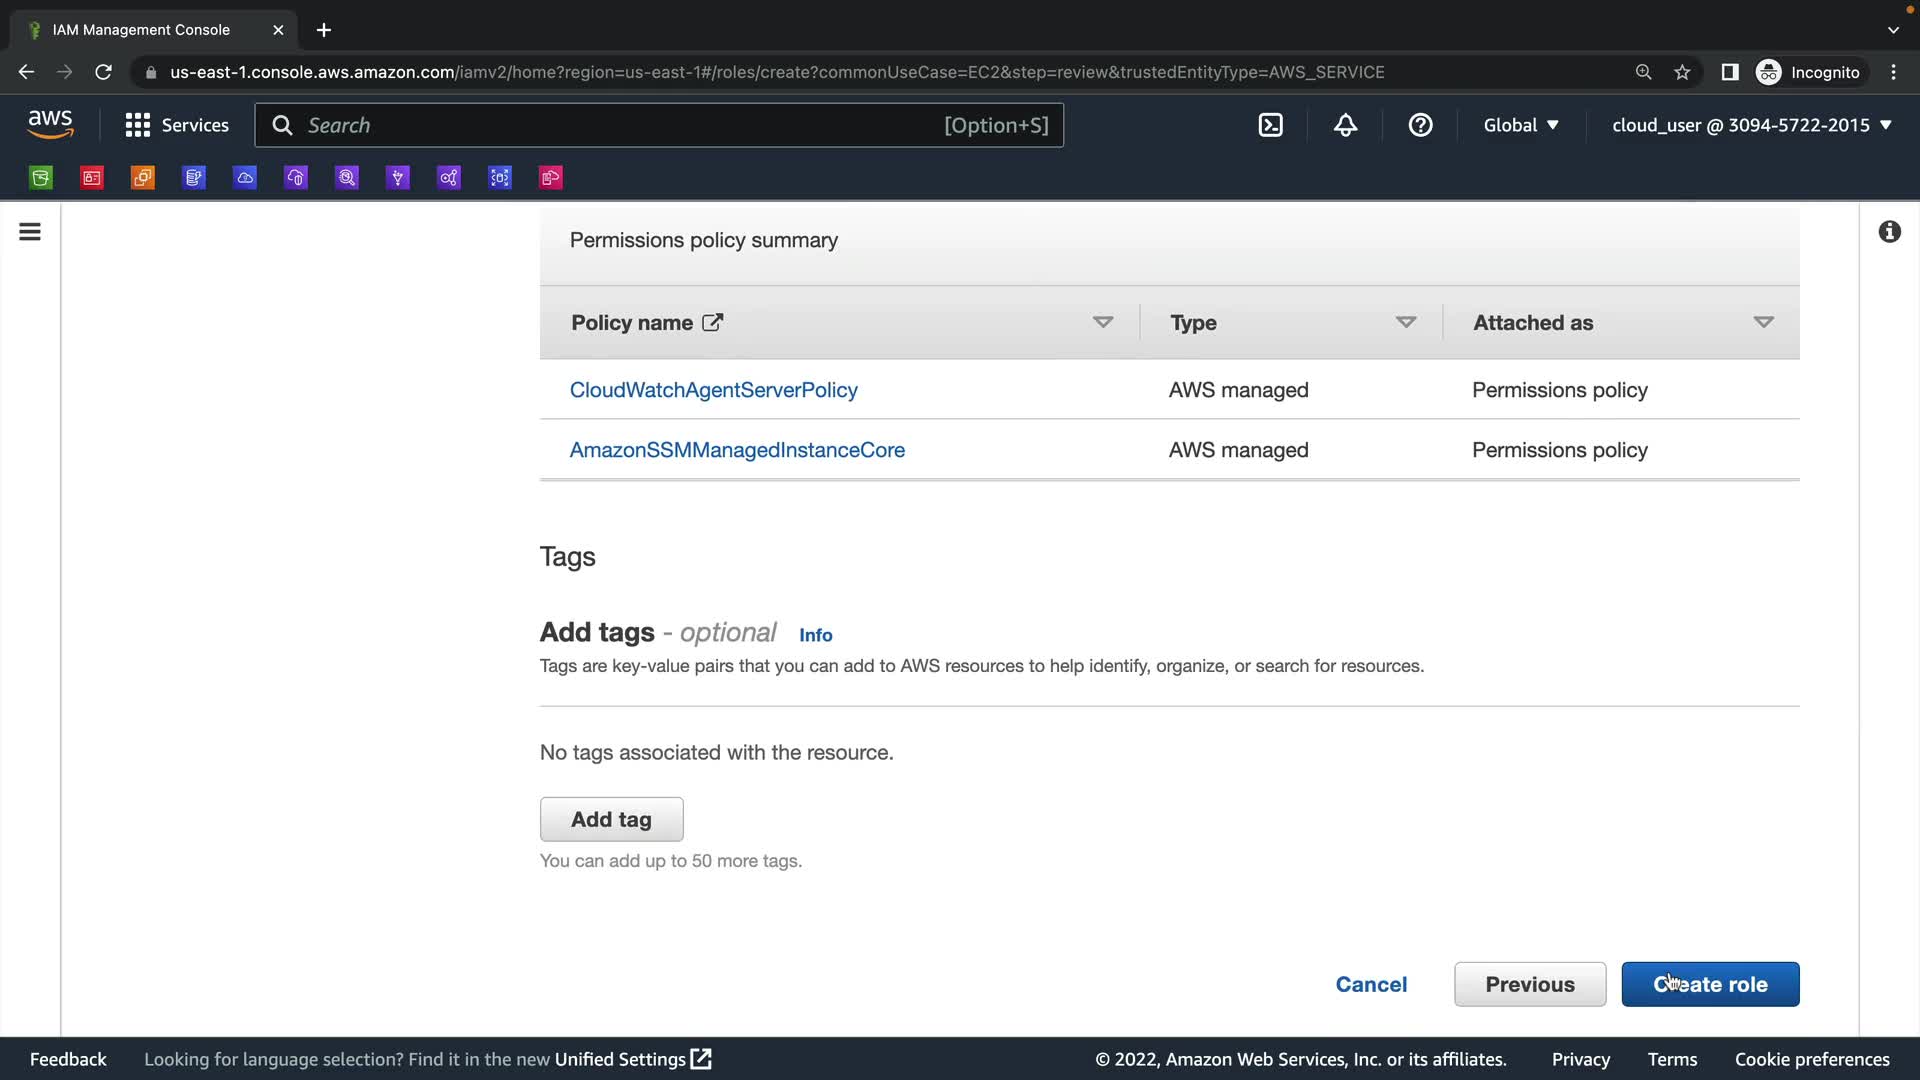 IAM Management Console
us-east-1.console.aws.amazon.com/iamv2/home?region=us-east-1#/roles/create?commonUseCase=EC2&step=review&trustedEntityType=AWS_SERVICE
Incognito
aws
Services
Search
[Option+S]
Global
cloud_user @ 3094-5722-2015
Permissions policy summary
Policy name
Type
Attached as
CloudWatchAgentServerPolicy
AWS managed
Permissions policy
AmazonSSMManagedInstanceCore
AWS managed
Permissions policy
Tags
Add tags - optional Info
Tags are key-value pairs that you can add to AWS resources to help identify, organize, or search for resources.
No tags associated with the resource.
Add tag
You can add up to 50 more tags.
Cancel
Previous
Create role
Feedback
Looking for language selection? Find it in the new Unified Settings
© 2022, Amazon Web Services, Inc. or its affiliates.
Privacy
Terms
Cookie preferences